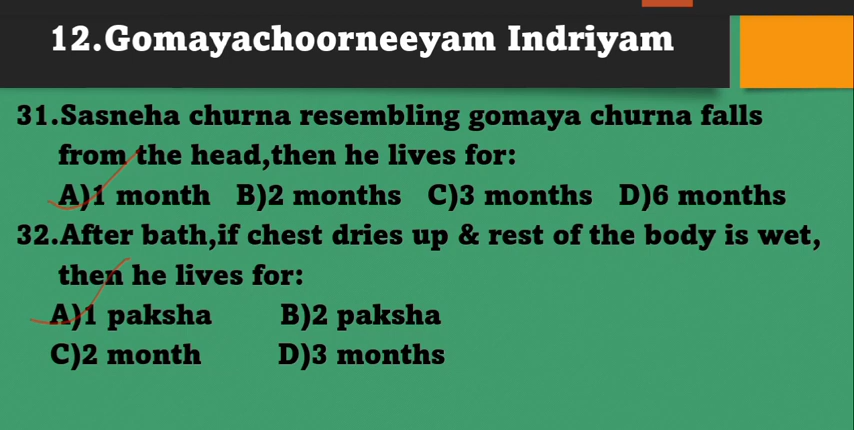 12.Gomayachoorneeyam Indriyam
31.Sasneha churna resembling gomaya churna falls
from the head,then he lives for:
A)1 month B)2 months C)3 months D)6 months
32.After bath,if chest dries up & rest of the body is wet,
then he lives for:
A)1 paksha B)2 paksha
C)2 month D)3 months